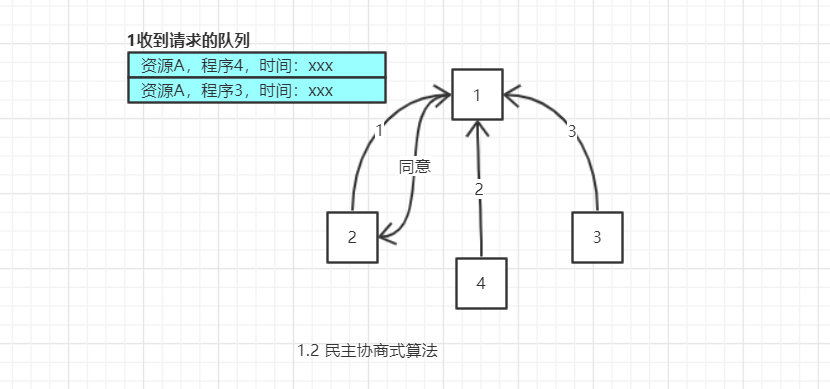 1收到请求的队列
资源A，程序4，时间：xxx
资源A，程序3，时间：xxx
1
1
3
同意
2
2
3
4
1.2 民主协商式算法